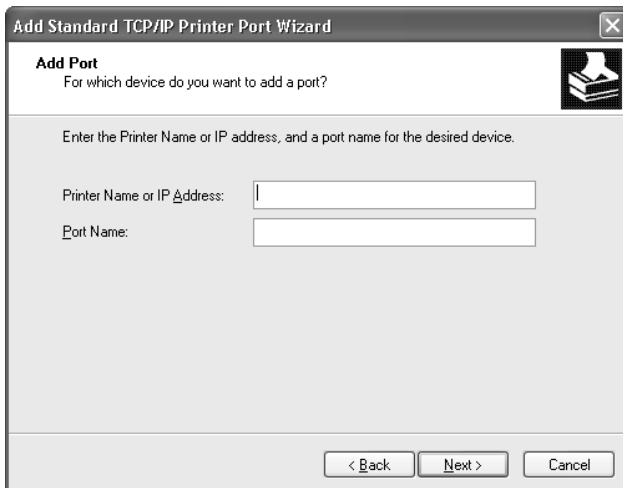 Add Standard TCP/IP Printer Port Wizard
Add Port
For which device do you want to add a port?
Enter the Printer Name or IP address, and a port name for the desired device.
Printer Name or IP Address:
Port Name:
< Back Next > Cancel